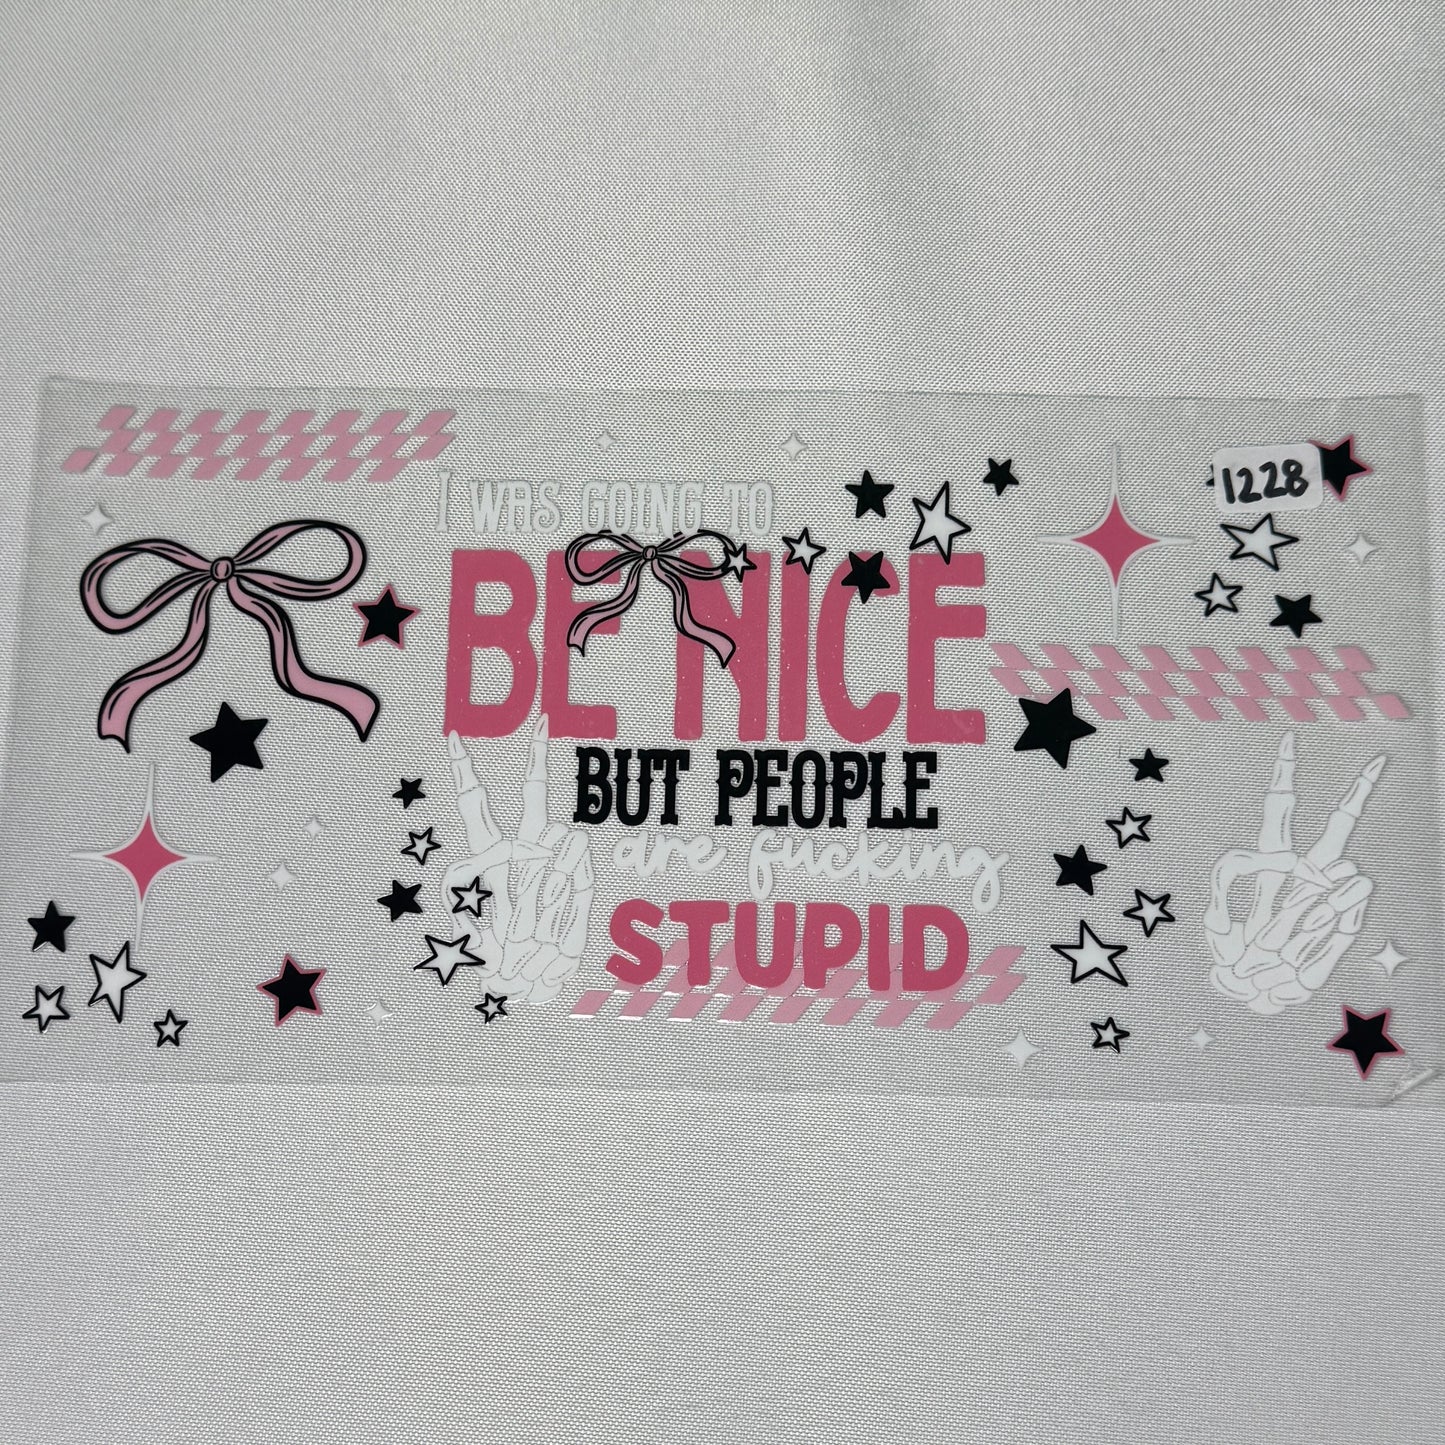 1228
I WAS GOING TO
BE NICE
BUT PEOPLE
are fucking
STUPID